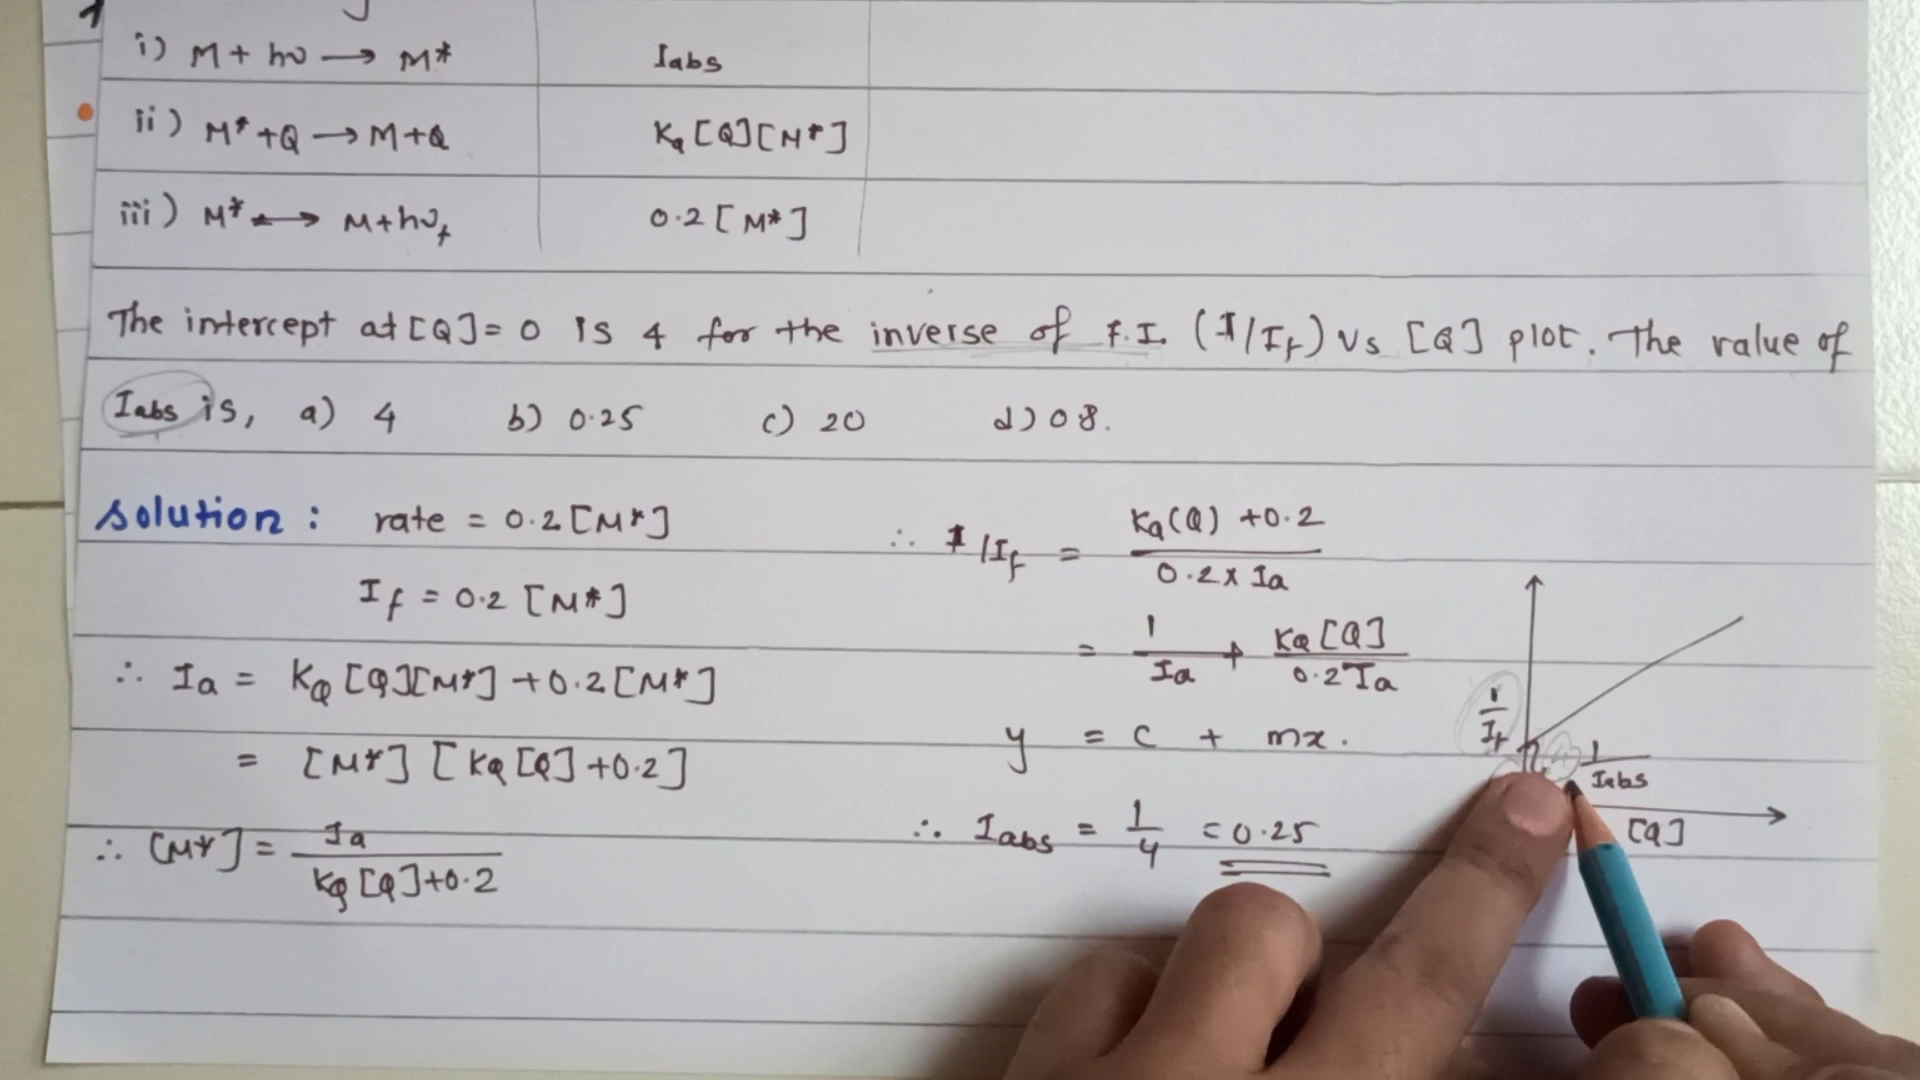 i) M + hν → M* Iabs
ii) M* + Q → M + Q Kq [Q][M*]
iii) M* → M + hνf 0.2 [M*]
The intercept at [Q] = 0 is 4 for the inverse of F.I. (1/If) Vs [Q] plot. The value of
Iabs is, a) 4 b) 0.25 c) 20 d) 0.8.
Solution : rate = 0.2 [M*]
If = 0.2 [M*]
∴ Ia = KQ [Q][M*] + 0.2 [M*]
= [M*] [KQ [Q] + 0.2]
∴ [M*] = Ia / KQ [Q] + 0.2
∴ 1/If = Kq (Q) + 0.2 / 0.2 x Ia
= 1/Ia + KQ [Q] / 0.2 Ia
y = c + mx.
∴ Iabs = 1/4 = 0.25
1/If
1/Iabs
[Q]